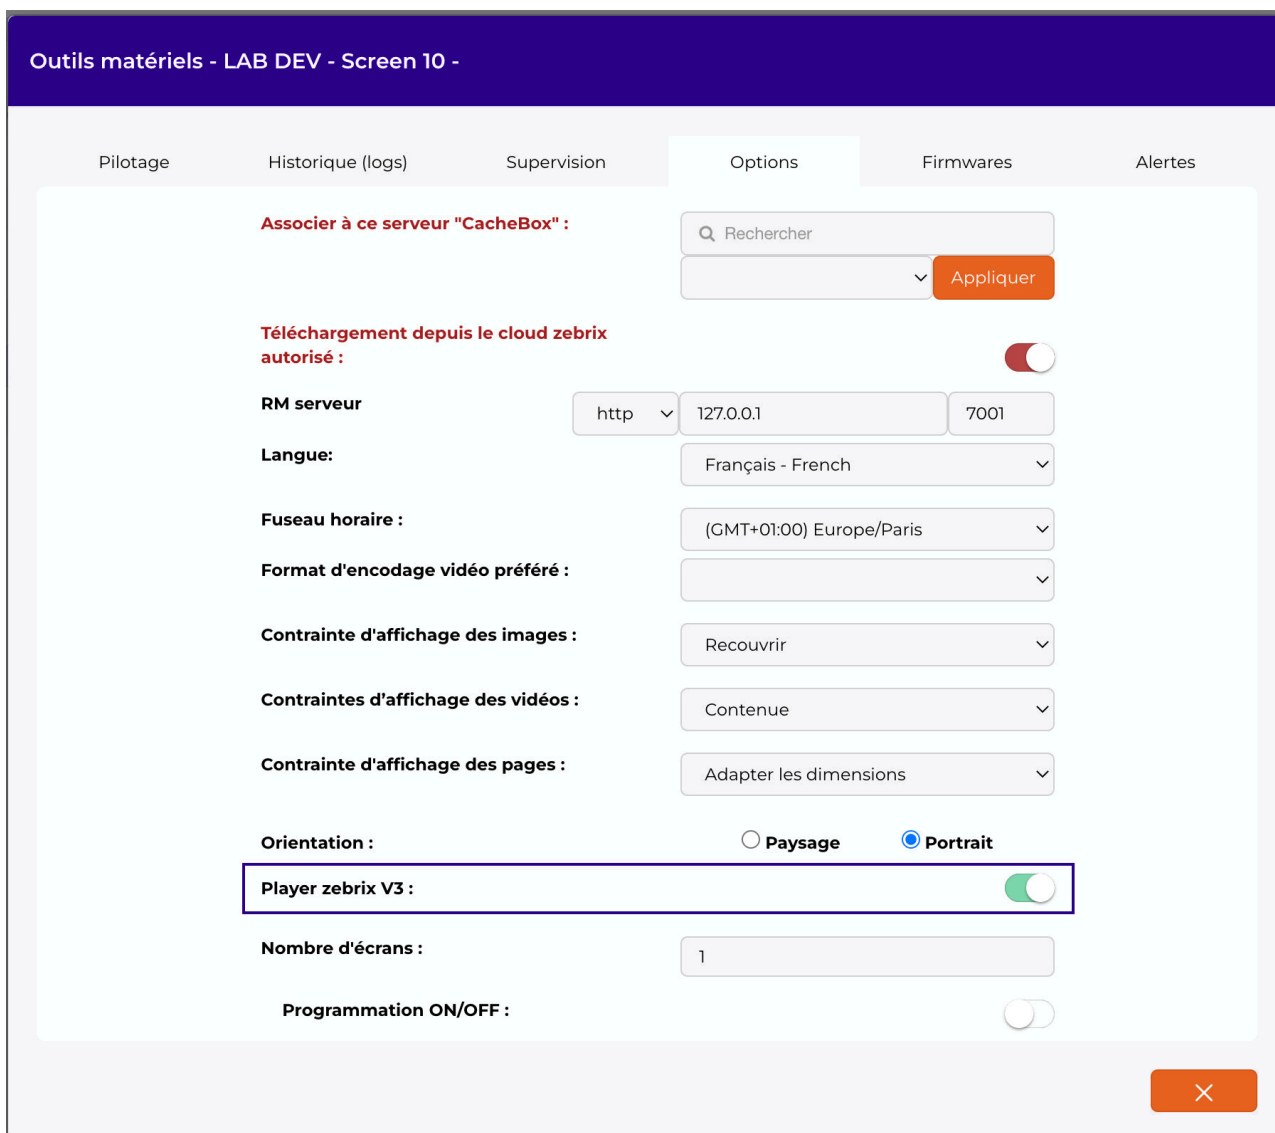 Outils matériels - LAB DEV - Screen 10 -
Pilotage Historique (logs) Supervision Options Firmwares Alertes
Associer à ce serveur "CacheBox" :
Rechercher
Appliquer
Téléchargement depuis le cloud zebrix
autorisé :
RM serveur http 127.0.0.1 7001
Langue: Français - French
Fuseau horaire : (GMT+01:00) Europe/Paris
Format d'encodage vidéo préféré :
Contrainte d'affichage des images : Recouvrir
Contraintes d’affichage des vidéos : Contenue
Contrainte d'affichage des pages : Adapter les dimensions
Orientation : Paysage Portrait
Player zebrix V3 :
Nombre d'écrans : 1
Programmation ON/OFF :